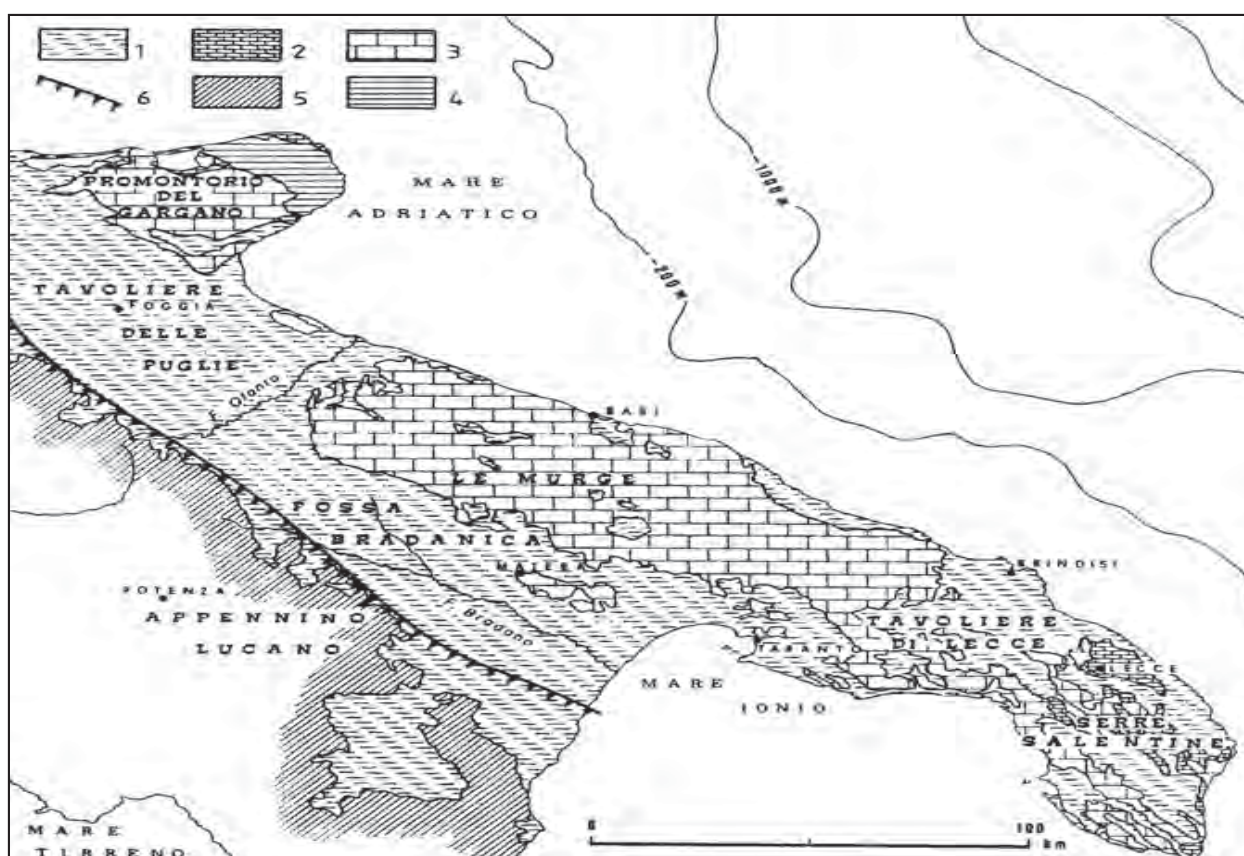 1
2
3
6
5
4
PROMONTORIO
DEL
GARGANO
MARE
ADRIATICO
-1000 M
-200 M
TAVOLIERE
FOGGIA
DELLE
PUGLIE
F. Ofanto
BARI
LE MURGE
FOSSA
BRADANICA
MATERA
BRINDISI
POTENZA
APPENNINO
LUCANO
F. Bradano
TAVOLIERE
DI LECCE
TARANTO
LECCE
MARE
IONIO
SERRE
SALENTINE
0
100
km
MARE
TIRRENO